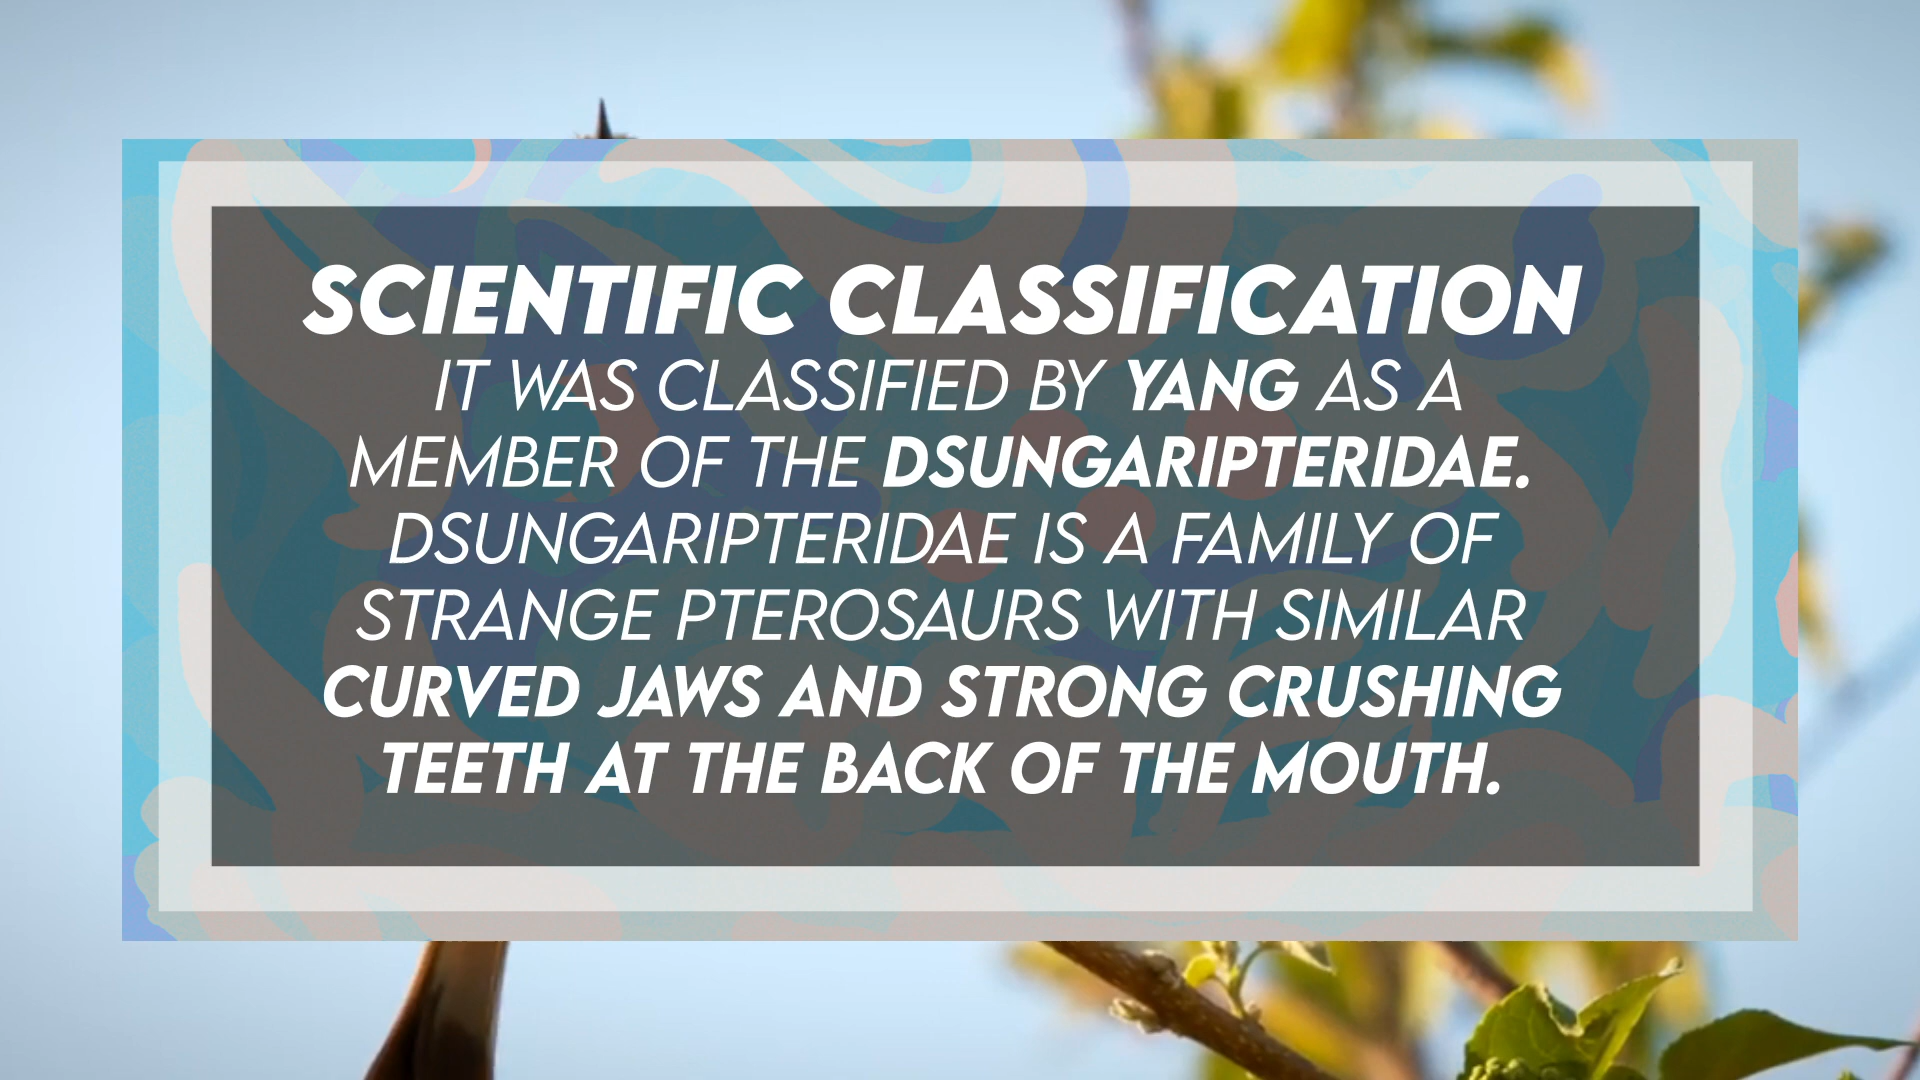 SCIENTIFIC CLASSIFICATION
IT WAS CLASSIFIED BY YANG AS A
MEMBER OF THE DSUNGARIPTERIDAE.
DSUNGARIPTERIDAE IS A FAMILY OF
STRANGE PTEROSAURS WITH SIMILAR
CURVED JAWS AND STRONG CRUSHING
TEETH AT THE BACK OF THE MOUTH.